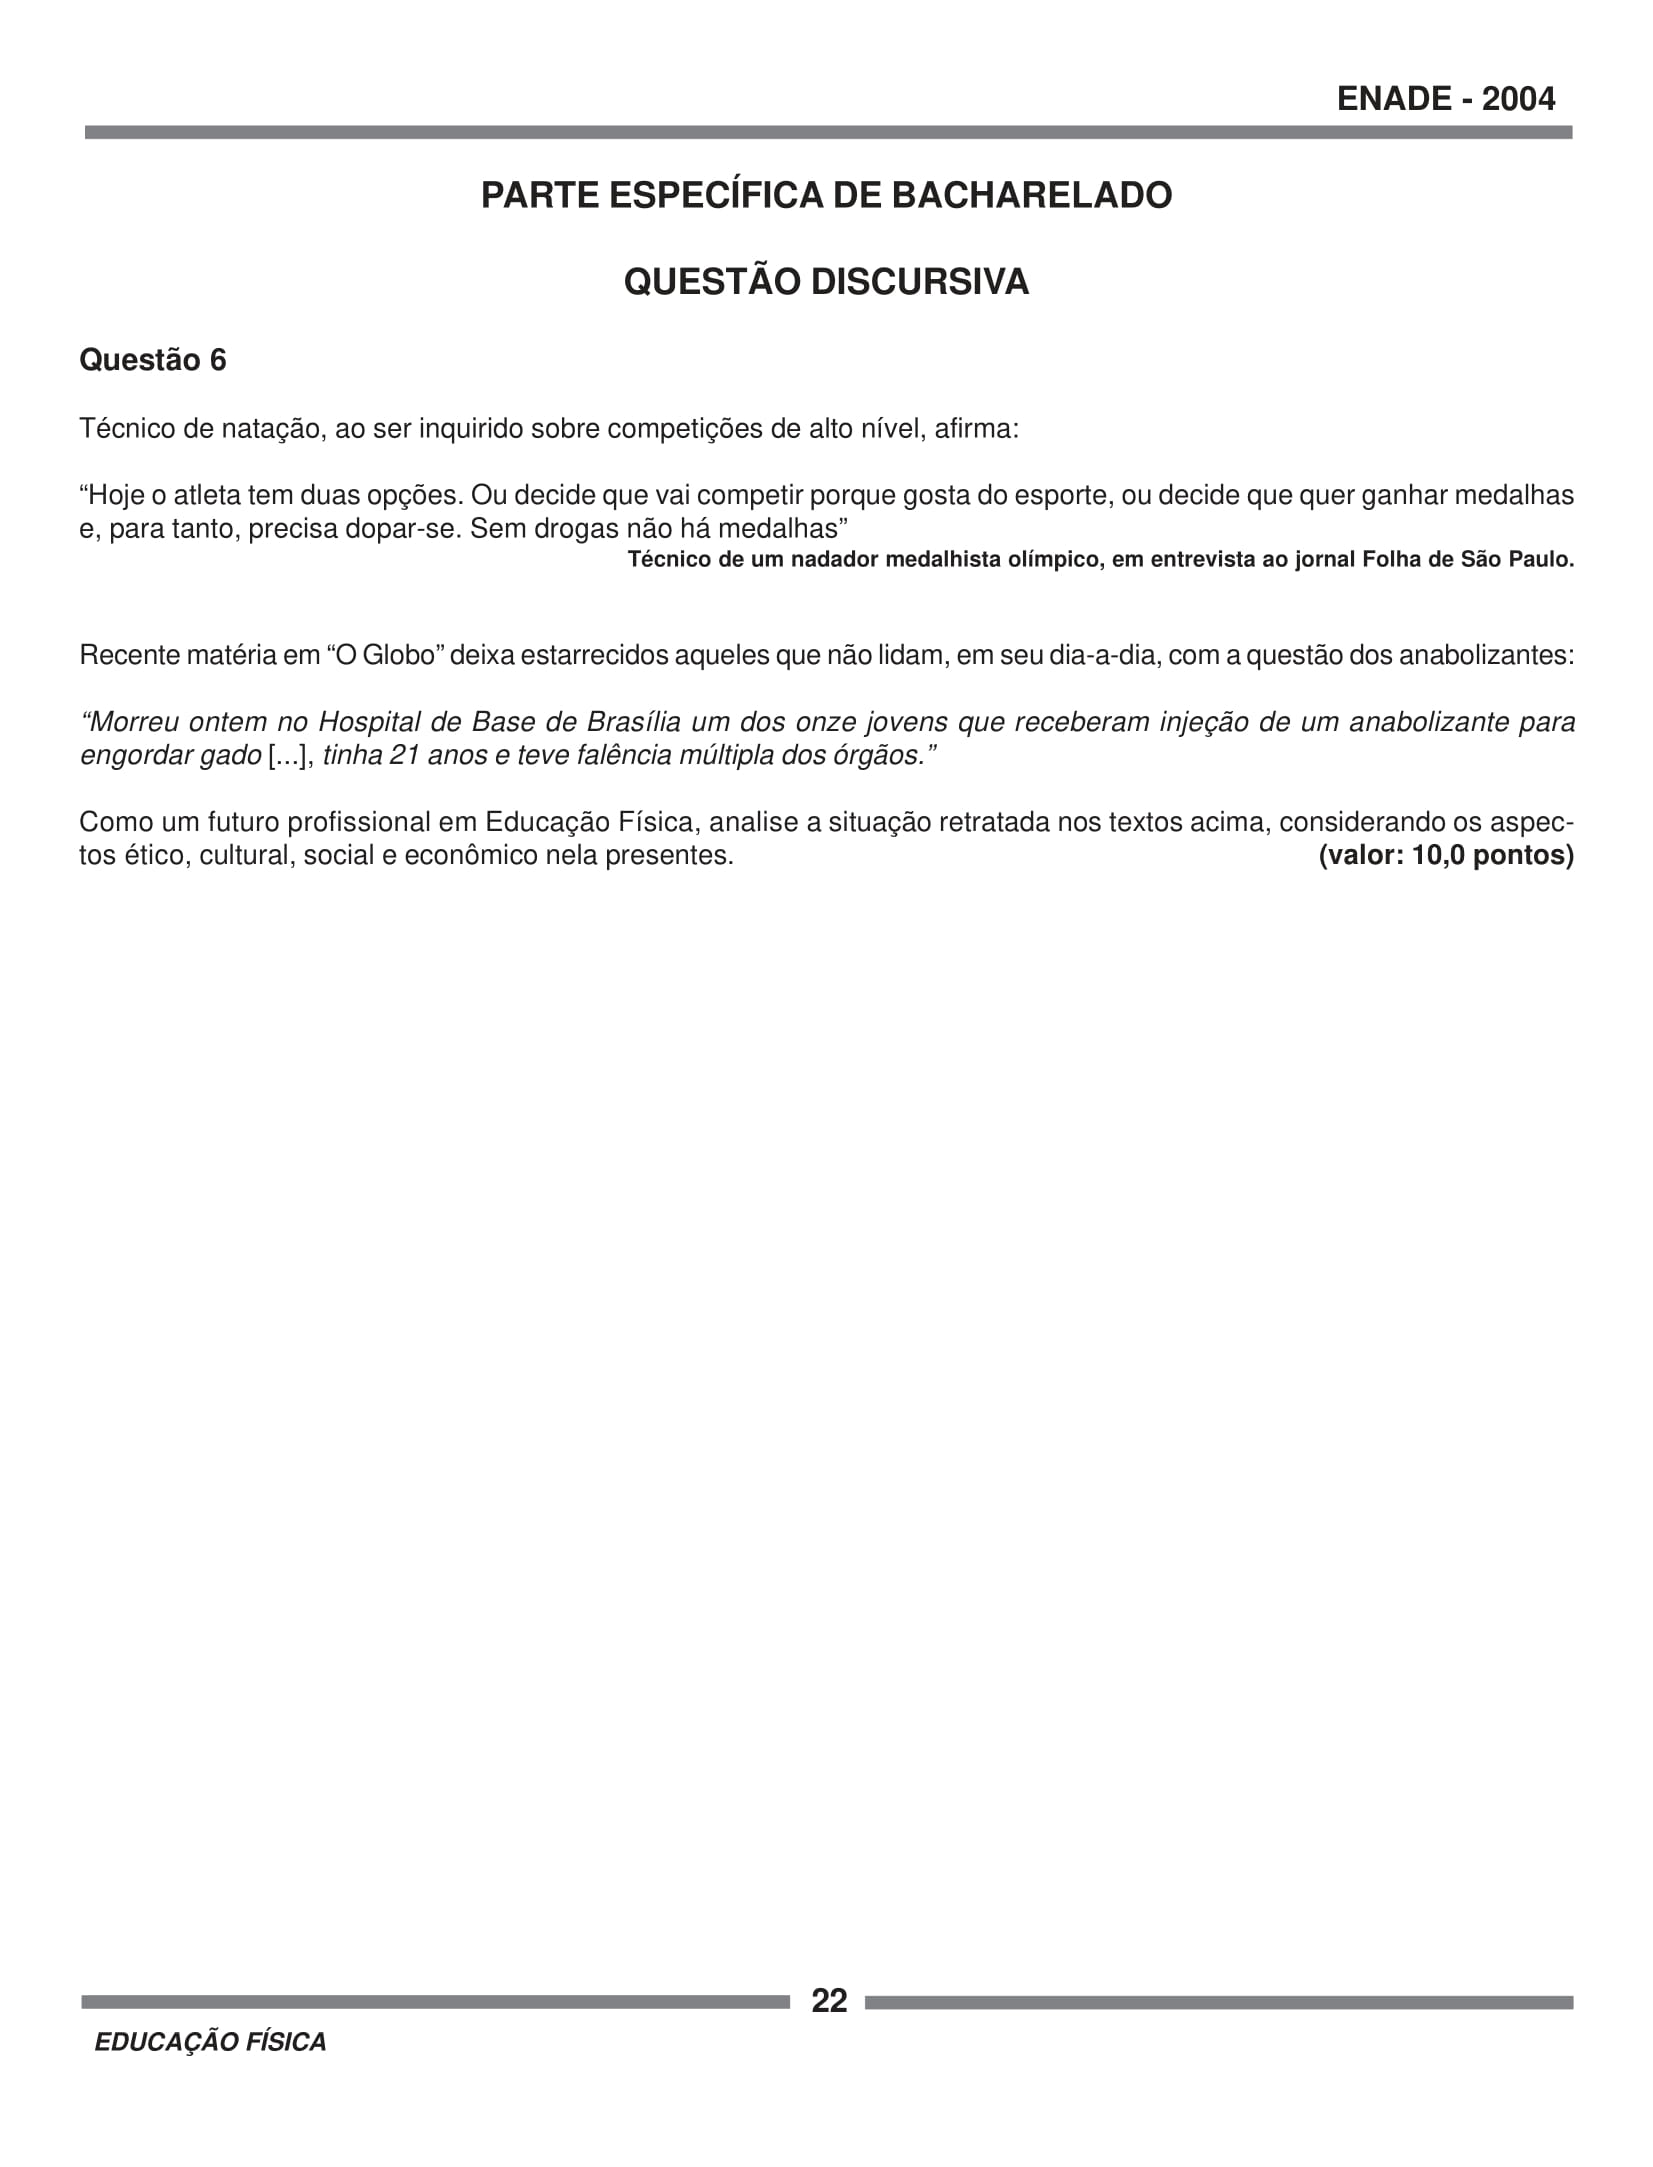 ENADE - 2004
PARTE ESPECÍFICA DE BACHARELADO
QUESTÃO DISCURSIVA
Questão 6
Técnico de natação, ao ser inquirido sobre competições de alto nível, afirma:
“Hoje o atleta tem duas opções. Ou decide que vai competir porque gosta do esporte, ou decide que quer ganhar medalhas
e, para tanto, precisa dopar-se. Sem drogas não há medalhas”
Técnico de um nadador medalhista olímpico, em entrevista ao jornal Folha de São Paulo.
Recente matéria em “O Globo” deixa estarrecidos aqueles que não lidam, em seu dia-a-dia, com a questão dos anabolizantes:
“Morreu ontem no Hospital de Base de Brasília um dos onze jovens que receberam injeção de um anabolizante para
engordar gado [...], tinha 21 anos e teve falência múltipla dos órgãos.”
Como um futuro profissional em Educação Física, analise a situação retratada nos textos acima, considerando os aspec-
tos ético, cultural, social e econômico nela presentes. (valor: 10,0 pontos)
22
EDUCAÇÃO FÍSICA